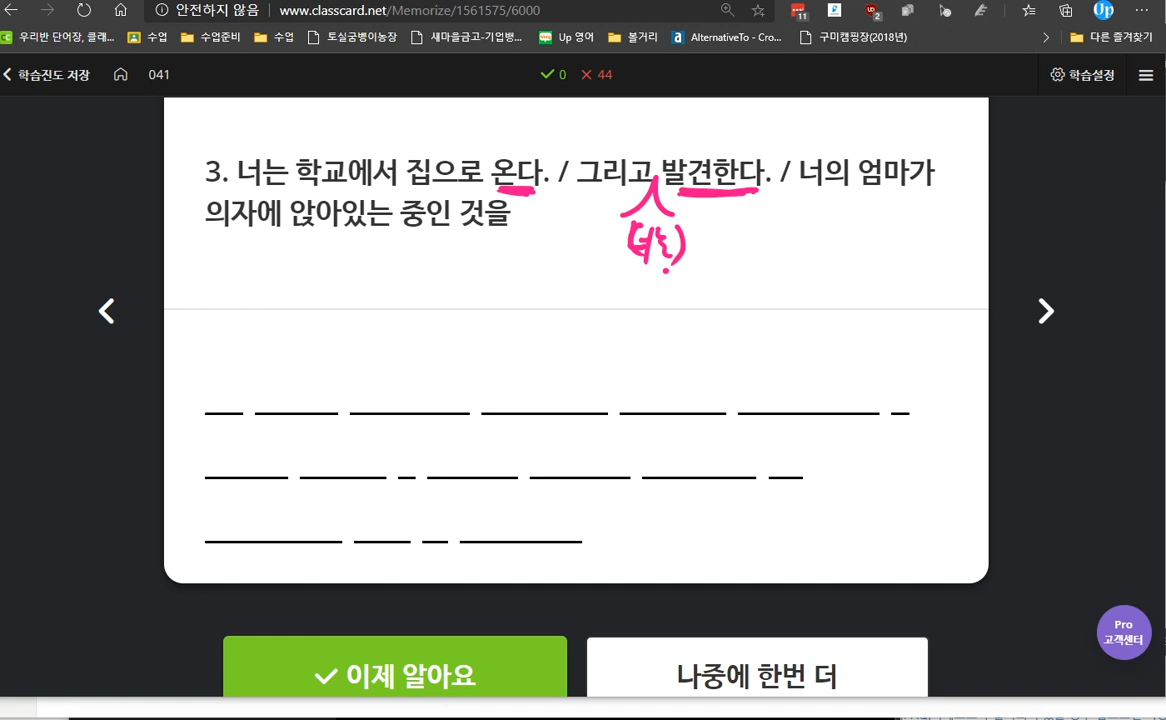 안전하지 않음 | www.classcard.net/Memorize/1561575/6000
11
2
Up
우리반 단어장, 클래...
수업
수업준비
수업
토실굼벵이농장
새마을금고-기업뱅...
Up 영어
볼거리
AlternativeTo - Cro...
구미캠핑장(2018년)
다른 즐겨찾기
학습진도 저장
041
0
44
학습설정
3. 너는 학교에서 집으로 온다. / 그리고 발견한다. / 너의 엄마가
의자에 앉아있는 중인 것을
Pro
고객센터
이제 알아요
나중에 한번 더